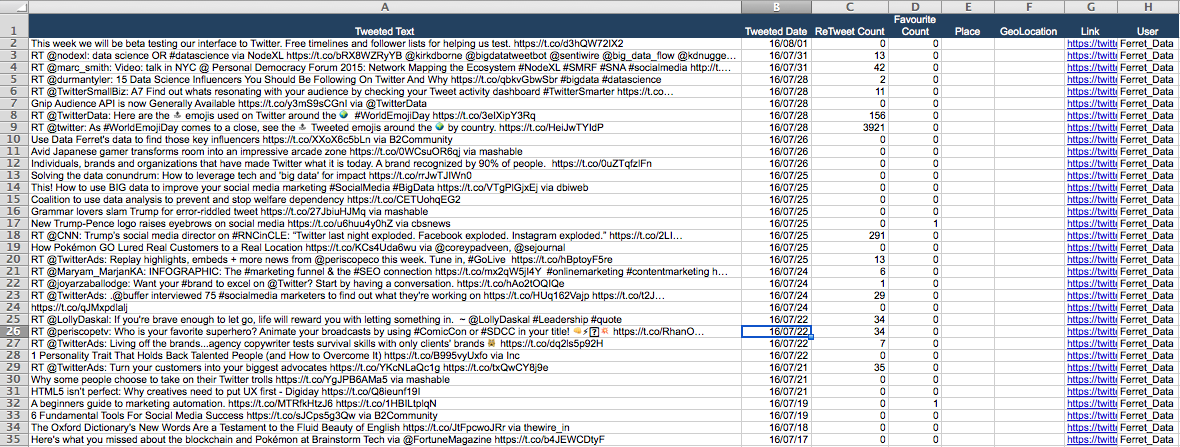 A B C D E F G H
1 Tweeted Text Tweeted Date ReTweet Count Favourite Count Place GeoLocation Link User
2 This week we will be beta testing our interface to Twitter. Free timelines and follower lists for helping us test. https://t.co/d3hQW72IX2 16/08/01 0 0 https://twitte Ferret_Data
3 RT @nodexl: data science OR #datascience via NodeXL https://t.co/bRX8WZRyYB @kirkdborne @bigdatatweetbot @sentiwire @big_data_flow @kdnugge... 16/07/31 13 0 https://twitte Ferret_Data
4 RT @marc_smith: Video: talk in NYC @ Personal Democracy Forum 2015: Network Mapping the Ecosystem #NodeXL #SMRF #SNA #socialmedia http://t.... 16/07/31 42 0 https://twitte Ferret_Data
5 RT @durmantyler: 15 Data Science Influencers You Should Be Following On Twitter And Why https://t.co/qbkvGbwSbr #bigdata #datascience 16/07/28 2 0 https://twitte Ferret_Data
6 RT @TwitterSmallBiz: A7 Find out whats resonating with your audience by checking your Tweet activity dashboard #TwitterSmarter https://t.co... 16/07/28 11 0 https://twitte Ferret_Data
7 Gnip Audience API is now Generally Available https://t.co/y3mS9sCGnI via @TwitterData 16/07/28 0 0 https://twitte Ferret_Data
8 RT @TwitterData: Here are the 🔝 emojis used on Twitter around the 🌍 #WorldEmojiDay https://t.co/3eIXipY3Rq 16/07/28 156 0 https://twitte Ferret_Data
9 RT @twitter: As #WorldEmojiDay comes to a close, see the 🔝 Tweeted emojis around the 🌍 by country. https://t.co/HeiJwTYIdP 16/07/28 3921 0 https://twitte Ferret_Data
10 Use Data Ferret's data to find those key influencers https://t.co/XXoX6c5bLn via B2Community 16/07/26 0 0 https://twitte Ferret_Data
11 Avid Japanese gamer transforms room into an impressive arcade zone https://t.co/0WCsuOR6qj via mashable 16/07/26 0 0 https://twitte Ferret_Data
12 Individuals, brands and organizations that have made Twitter what it is today. A brand recognized by 90% of people. https://t.co/0uZTqfzlFn 16/07/26 0 0 https://twitte Ferret_Data
13 Solving the data conundrum: How to leverage tech and 'big data' for impact https://t.co/rrJwTJIWn0 16/07/25 0 0 https://twitte Ferret_Data
14 This! How to use BIG data to improve your social media marketing #SocialMedia #BigData https://t.co/VTgPlGjxEj via dbiweb 16/07/25 0 0 https://twitte Ferret_Data
15 Coalition to use data analysis to prevent and stop welfare dependency https://t.co/CETUohqEG2 16/07/25 0 0 https://twitte Ferret_Data
16 Grammar lovers slam Trump for error-riddled tweet https://t.co/27JbiuHJMq via mashable 16/07/25 0 0 https://twitte Ferret_Data
17 New Trump-Pence logo raises eyebrows on social media https://t.co/u6huu4y0hZ via cbsnews 16/07/25 0 1 https://twitte Ferret_Data
18 RT @CNN: Trump's social media director on #RNCinCLE: "Twitter last night exploded. Facebook exploded. Instagram exploded." https://t.co/2LI... 16/07/25 291 0 https://twitte Ferret_Data
19 How Pokémon GO Lured Real Customers to a Real Location https://t.co/KCs4Uda6wu via @coreypadveen, @sejournal 16/07/25 0 0 https://twitte Ferret_Data
20 RT @TwitterAds: Replay highlights, embeds + more news from @periscopeco this week. Tune in, #GoLive https://t.co/hBptoyF5re 16/07/25 13 0 https://twitte Ferret_Data
21 RT @Maryam_MarjanKA: INFOGRAPHIC: The #marketing funnel & the #SEO connection https://t.co/mx2qW5jI4Y #onlinemarketing #contentmarketing h... 16/07/24 6 0 https://twitte Ferret_Data
22 RT @joyarzaballodge: Want your #brand to excel on @Twitter? Start by having a conversation. https://t.co/hAo2tOQIQe 16/07/24 1 0 https://twitte Ferret_Data
23 RT @TwitterAds: .@buffer interviewed 75 #socialmedia marketers to find out what they're working on https://t.co/HUq162Vajp https://t.co/t2J... 16/07/24 29 0 https://twitte Ferret_Data
24 https://t.co/qJMxpdlalj 16/07/24 0 0 https://twitte Ferret_Data
25 RT @LollyDaskal: If you're brave enough to let go, life will reward you with letting something in. ~ @LollyDaskal #Leadership #quote 16/07/22 34 0 https://twitte Ferret_Data
26 RT @periscopetv: Who is your favorite superhero? Animate your broadcasts by using #ComicCon or #SDCC in your title! 👊⚡?💥 https://t.co/RhanO... 16/07/22 34 0 https://twitte Ferret_Data
27 RT @TwitterAds: Living off the brands...agency copywriter tests survival skills with only clients' brands https://t.co/dq2ls5p92H 16/07/22 7 0 https://twitte Ferret_Data
28 1 Personality Trait That Holds Back Talented People (and How to Overcome It) https://t.co/B995vyUxfo via Inc 16/07/22 0 0 https://twitte Ferret_Data
29 RT @TwitterAds: Turn your customers into your biggest advocates https://t.co/YKcNLaQc1g https://t.co/txQwCY8j9e 16/07/21 35 0 https://twitte Ferret_Data
30 Why some people choose to take on their Twitter trolls https://t.co/YgJPB6AMa5 via mashable 16/07/21 0 0 https://twitte Ferret_Data
31 HTML5 isn't perfect: Why creatives need to put UX first - Digiday https://t.co/Q8ieunf19I 16/07/21 0 0 https://twitte Ferret_Data
32 A beginners guide to marketing automation. https://t.co/MTRfkHtzJ6 https://t.co/1HBILtplqN 16/07/19 0 1 https://twitte Ferret_Data
33 6 Fundamental Tools For Social Media Success https://t.co/sJCps5g3Qw via B2Community 16/07/19 0 0 https://twitte Ferret_Data
34 The Oxford Dictionary's New Words Are a Testament to the Fluid Beauty of English https://t.co/JtFpcwoJRr via thewire_in 16/07/18 0 0 https://twitte Ferret_Data
35 Here's what you missed about the blockchain and Pokémon at Brainstorm Tech via @FortuneMagazine https://t.co/b4JEWCDtyF 16/07/17 0 0 https://twitte Ferret_Data